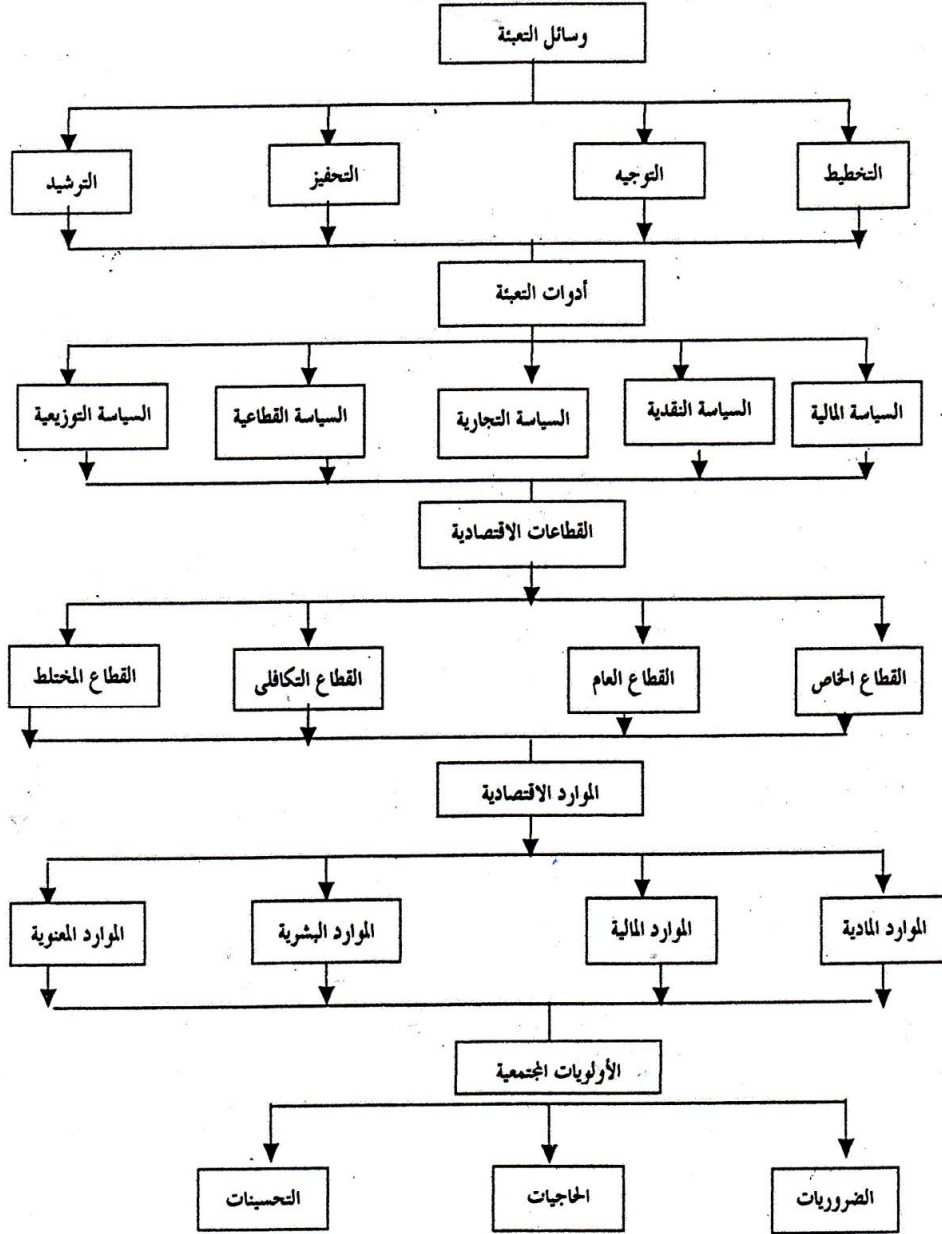 وسائل التعبئة
التخطيط
التوجيه
التحفيز
الترشيد
أدوات التعبئة
السياسة المالية
السياسة النقدية
السياسة التجارية
السياسة القطاعية
السياسة التوزيعية
القطاعات الاقتصادية
القطاع الخاص
القطاع العام
القطاع التكافلى
القطاع المختلط
الموارد الاقتصادية
الموارد المادية
الموارد المالية
الموارد البشرية
الموارد المعنوية
الأولويات المجتمعية
الضروريات
الحاجيات
التحسينات